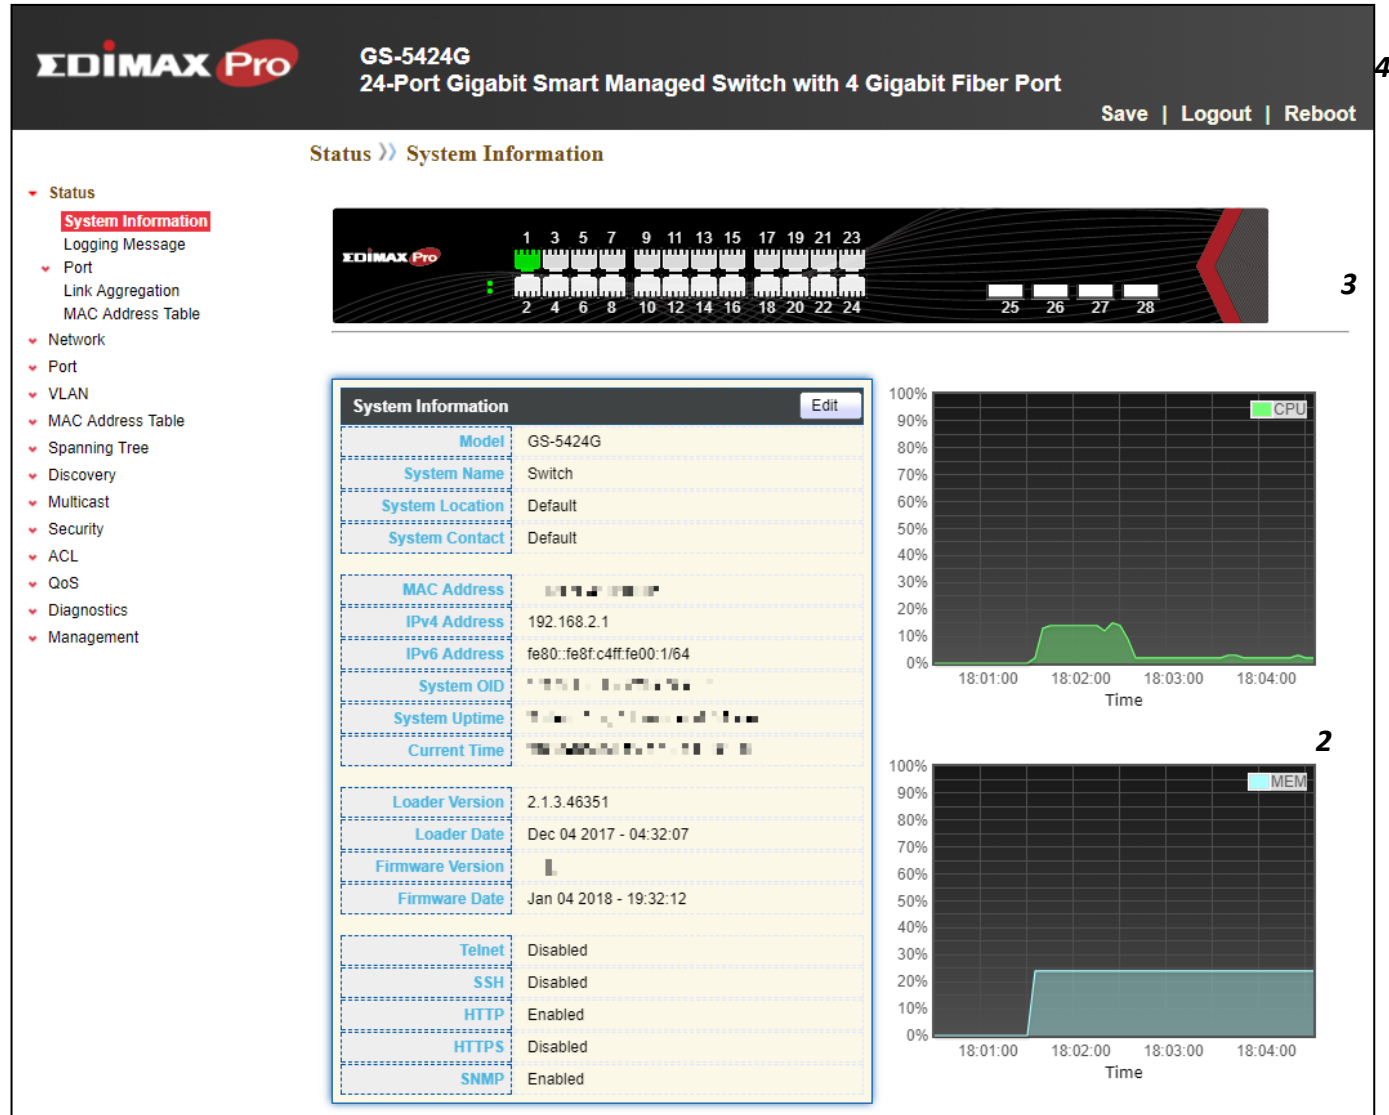 EDIMAX Pro
GS-5424G
24-Port Gigabit Smart Managed Switch with 4 Gigabit Fiber Port
4
Save | Logout | Reboot
Status » System Information
Status
System Information
Logging Message
Port
Link Aggregation
MAC Address Table
Network
Port
VLAN
MAC Address Table
Spanning Tree
Discovery
Multicast
Security
ACL
QoS
Diagnostics
Management
EDIMAX Pro
1 3 5 7 9 11 13 15 17 19 21 23
2 4 6 8 10 12 14 16 18 20 22 24
25 26 27 28
3
System Information Edit
Model GS-5424G
System Name Switch
System Location Default
System Contact Default
MAC Address
IPv4 Address 192.168.2.1
IPv6 Address fe80::fe8f:c4ff:fe00:1/64
System OID
System Uptime
Current Time
Loader Version 2.1.3.46351
Loader Date Dec 04 2017 - 04:32:07
Firmware Version
Firmware Date Jan 04 2018 - 19:32:12
Telnet Disabled
SSH Disabled
HTTP Enabled
HTTPS Disabled
SNMP Enabled
CPU
100%
90%
80%
70%
60%
50%
40%
30%
20%
10%
0%
18:01:00 18:02:00 18:03:00 18:04:00
Time
2
MEM
100%
90%
80%
70%
60%
50%
40%
30%
20%
10%
0%
18:01:00 18:02:00 18:03:00 18:04:00
Time